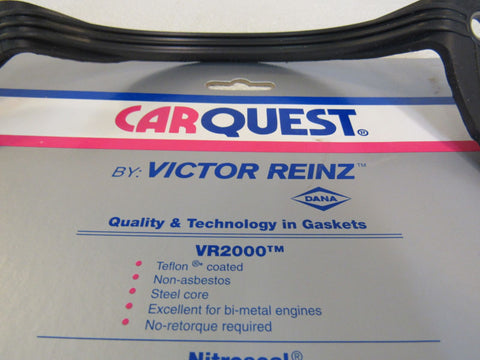 CARQUEST®
BY: VICTOR REINZ™
DANA
Quality & Technology in Gaskets
VR2000™
• Teflon ®* coated
• Non-asbestos
• Steel core
• Excellent for bi-metal engines
• No-retorque required
Nitroseal®